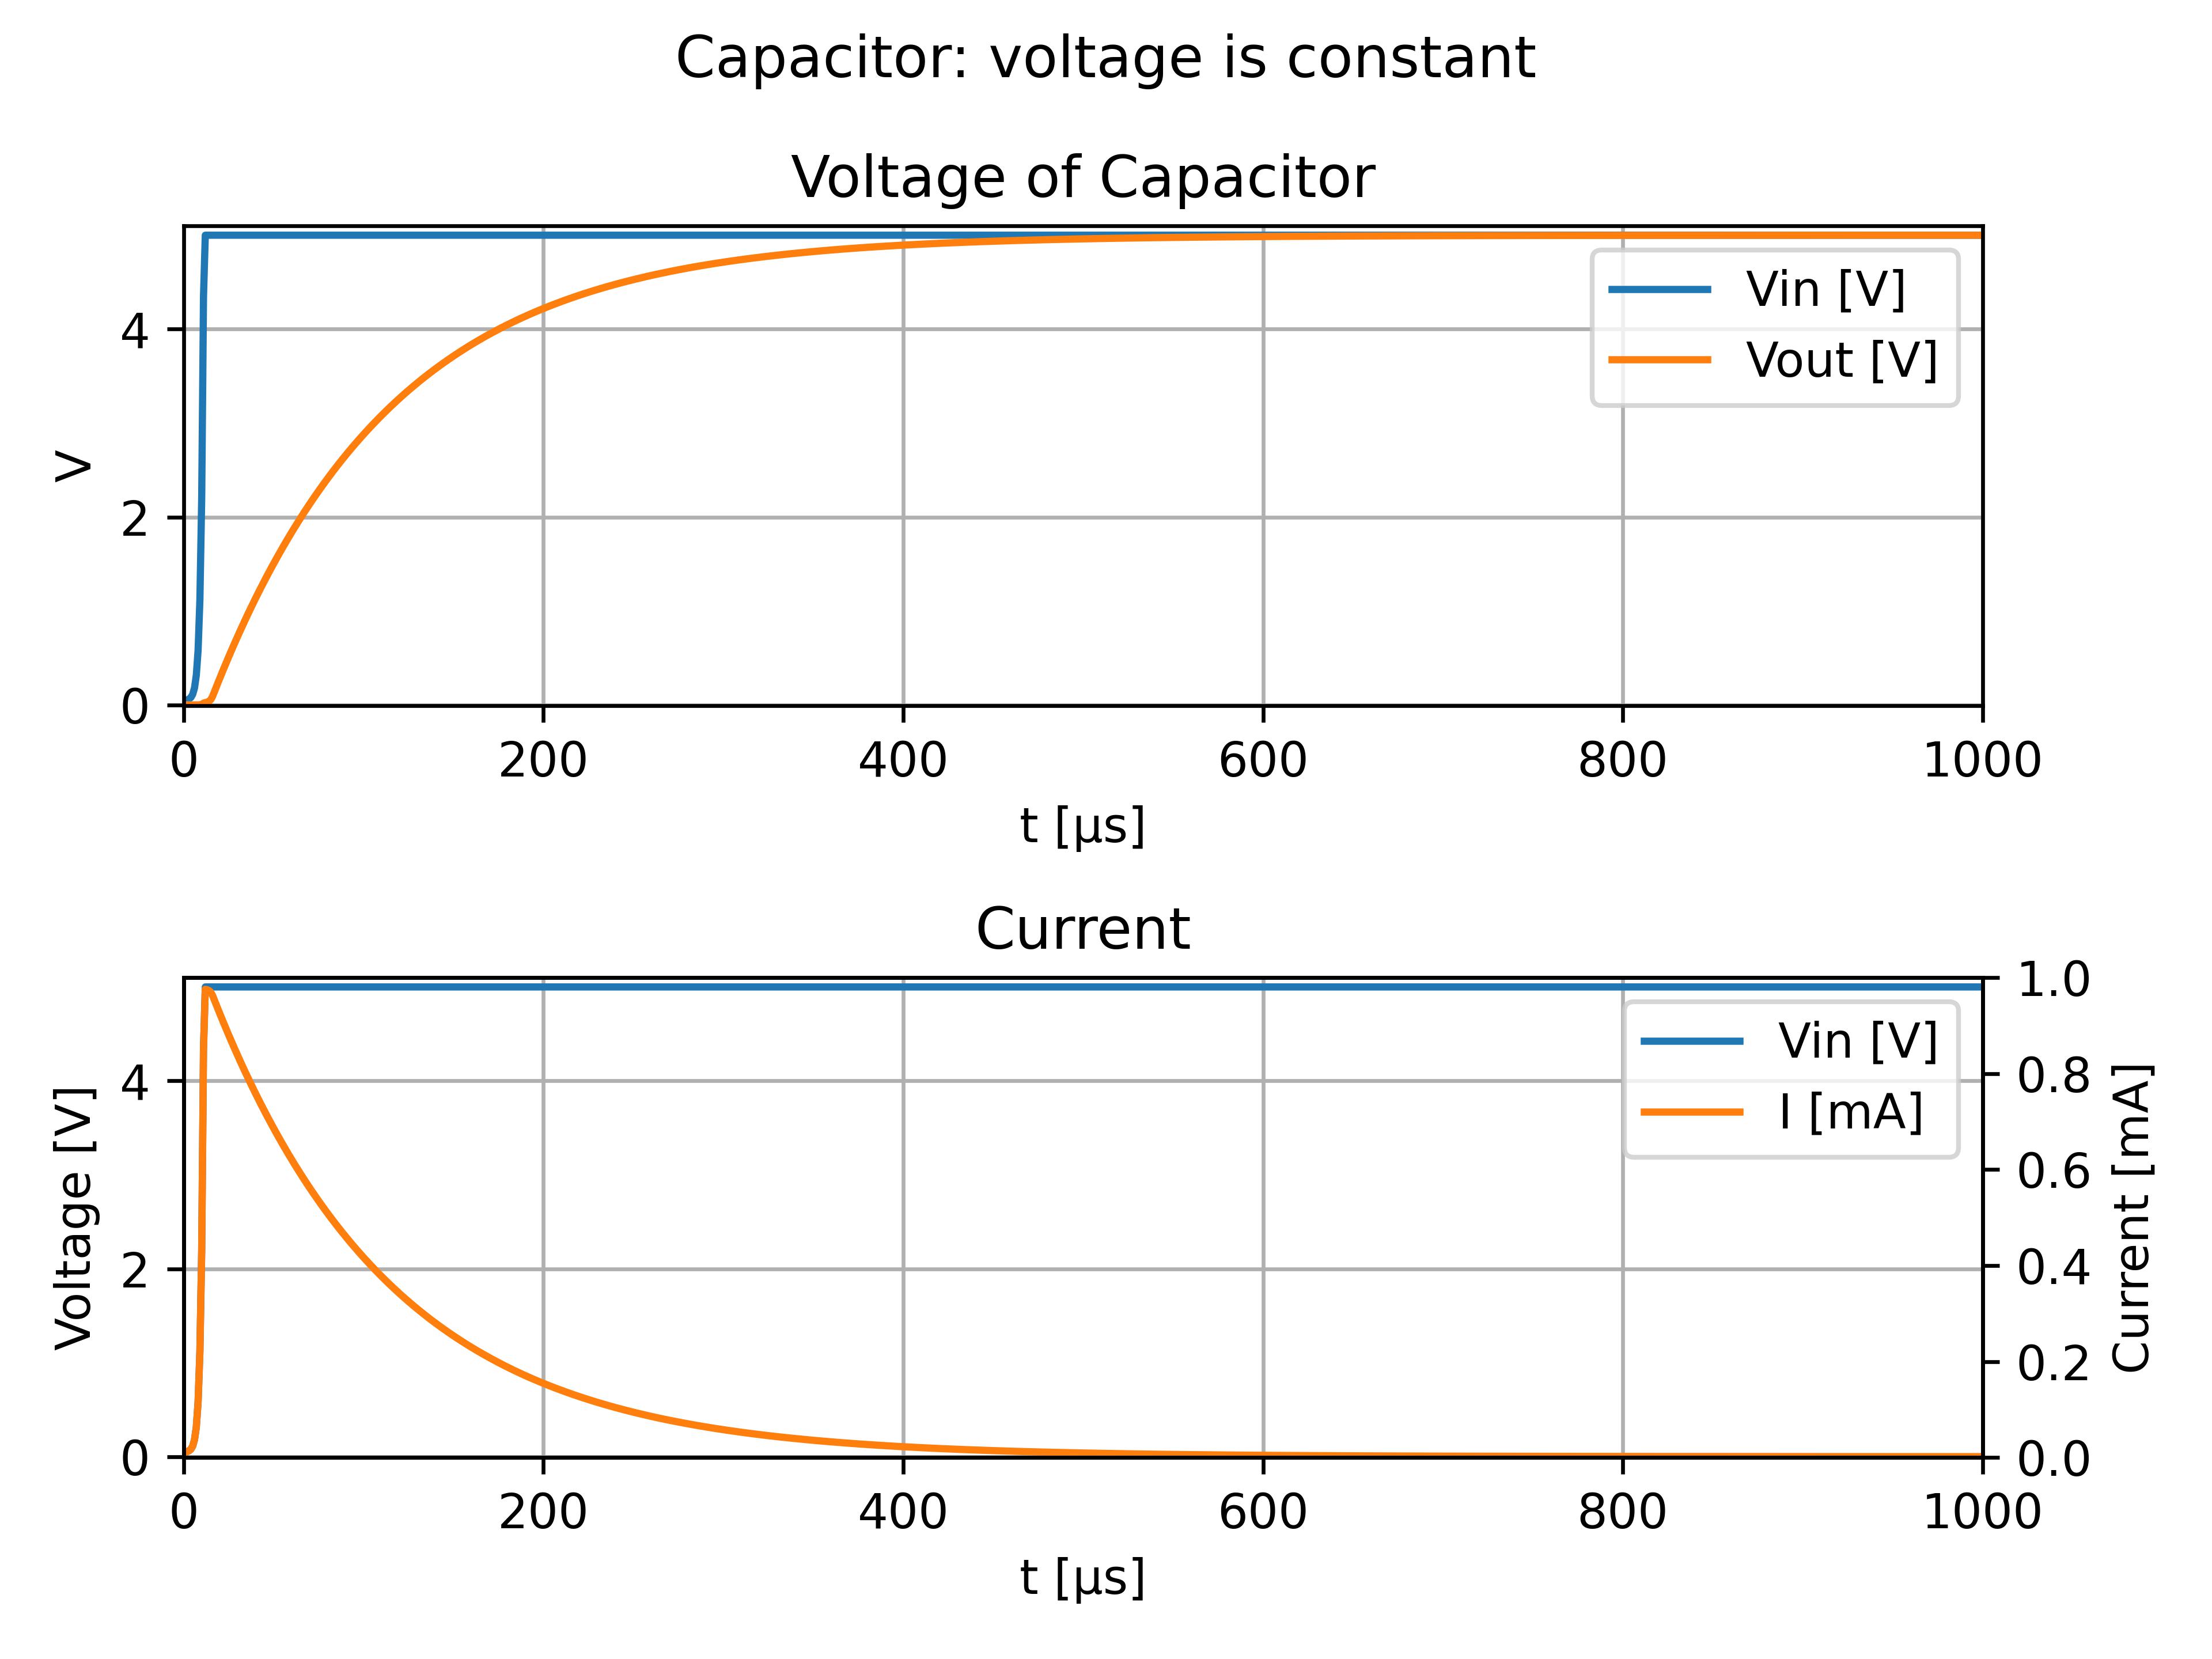 Capacitor: voltage is constant
Voltage of Capacitor
V
4
2
0
Vin [V]
Vout [V]
0 200 400 600 800 1000
t [µs]
Current
Voltage [V]
4
2
0
Vin [V]
I [mA]
1.0
0.8
0.6
0.4
0.2
0.0
Current [mA]
0 200 400 600 800 1000
t [µs]